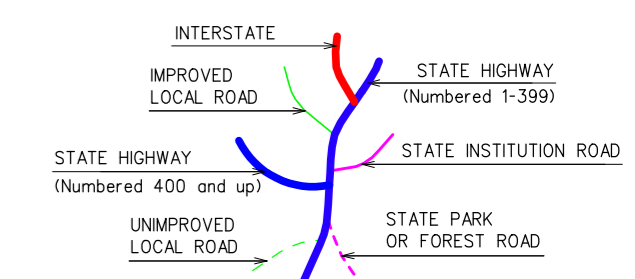 INTERSTATE
IMPROVED
LOCAL ROAD
STATE HIGHWAY
(Numbered 1-399)
STATE HIGHWAY
(Numbered 400 and up)
STATE INSTITUTION ROAD
UNIMPROVED
LOCAL ROAD
STATE PARK
OR FOREST ROAD